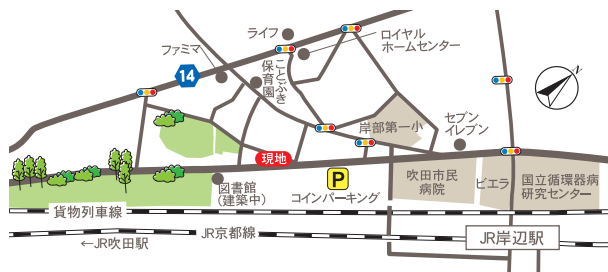 ライフ
ロイヤル
ホームセンター
ファミマ
14
ことぶき
保育園
N
岸部第一小
セブン
イレブン
現地
P
コインパーキング
図書館
(建築中)
吹田市民
病院
ビエラ
国立循環器病
研究センター
貨物列車線
JR京都線
←JR吹田駅
JR岸辺駅